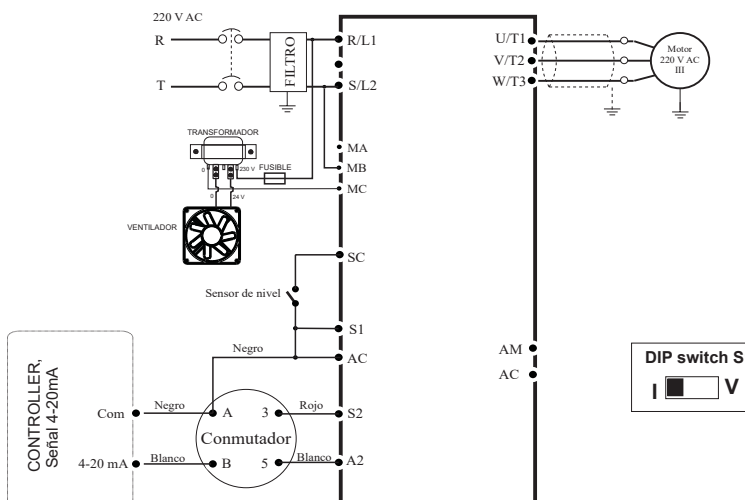 220 V AC
R
T
FILTRO
R/L1
S/L2
U/T1
V/T2
W/T3
Motor
220 V AC
III
TRANSFORMADOR
0
230 V
FUSIBLE
0
24 V
VENTILADOR
MA
MB
MC
SC
Sensor de nivel
S1
Negro
AC
AM
AC
DIP switch S
I
V
CONTROLLER,
Señal 4-20mA
Com
Negro
A
3
Rojo
S2
Conmutador
4-20 mA
Blanco
B
5
Blanco
A2